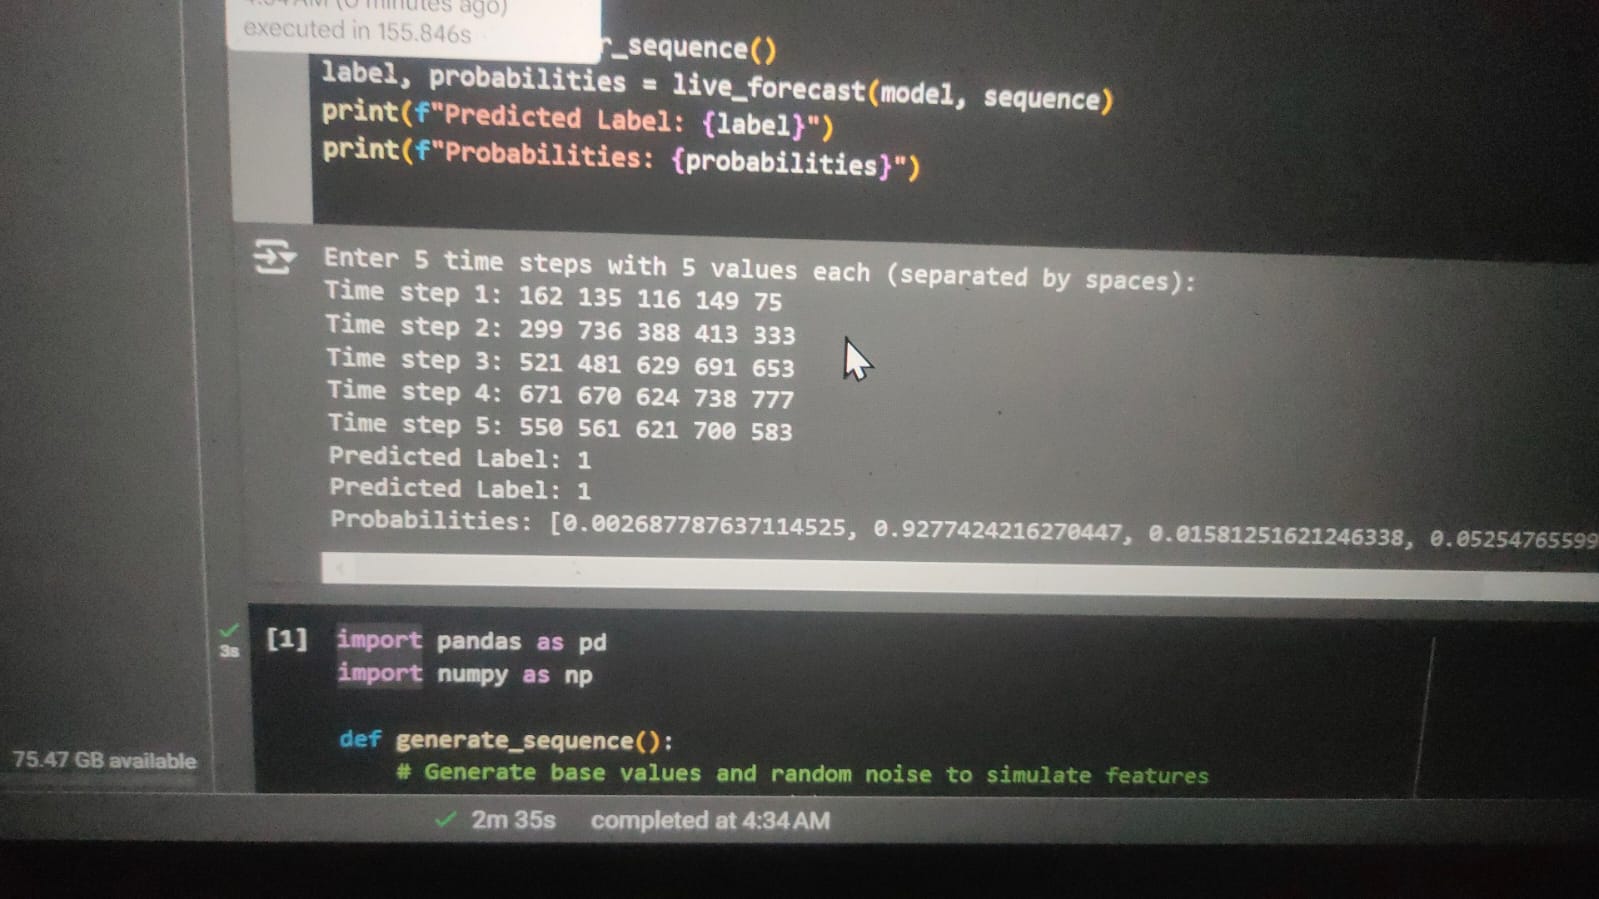 minutes ago)
executed in 155.846s
r_sequence()
label, probabilities = live_forecast(model, sequence)
print(f"Predicted Label: {label}")
print(f"Probabilities: {probabilities}")
Enter 5 time steps with 5 values each (separated by spaces):
Time step 1: 162 135 116 149 75
Time step 2: 299 736 388 413 333
Time step 3: 521 481 629 691 653
Time step 4: 671 670 624 738 777
Time step 5: 550 561 621 700 583
Predicted Label: 1
Predicted Label: 1
Probabilities: [0.002687787637114525, 0.9277424216270447, 0.01581251621246338, 0.05254765599
3s
[1]
import pandas as pd
import numpy as np
def generate_sequence():
# Generate base values and random noise to simulate features
75.47 GB available
2m 35s completed at 4:34 AM